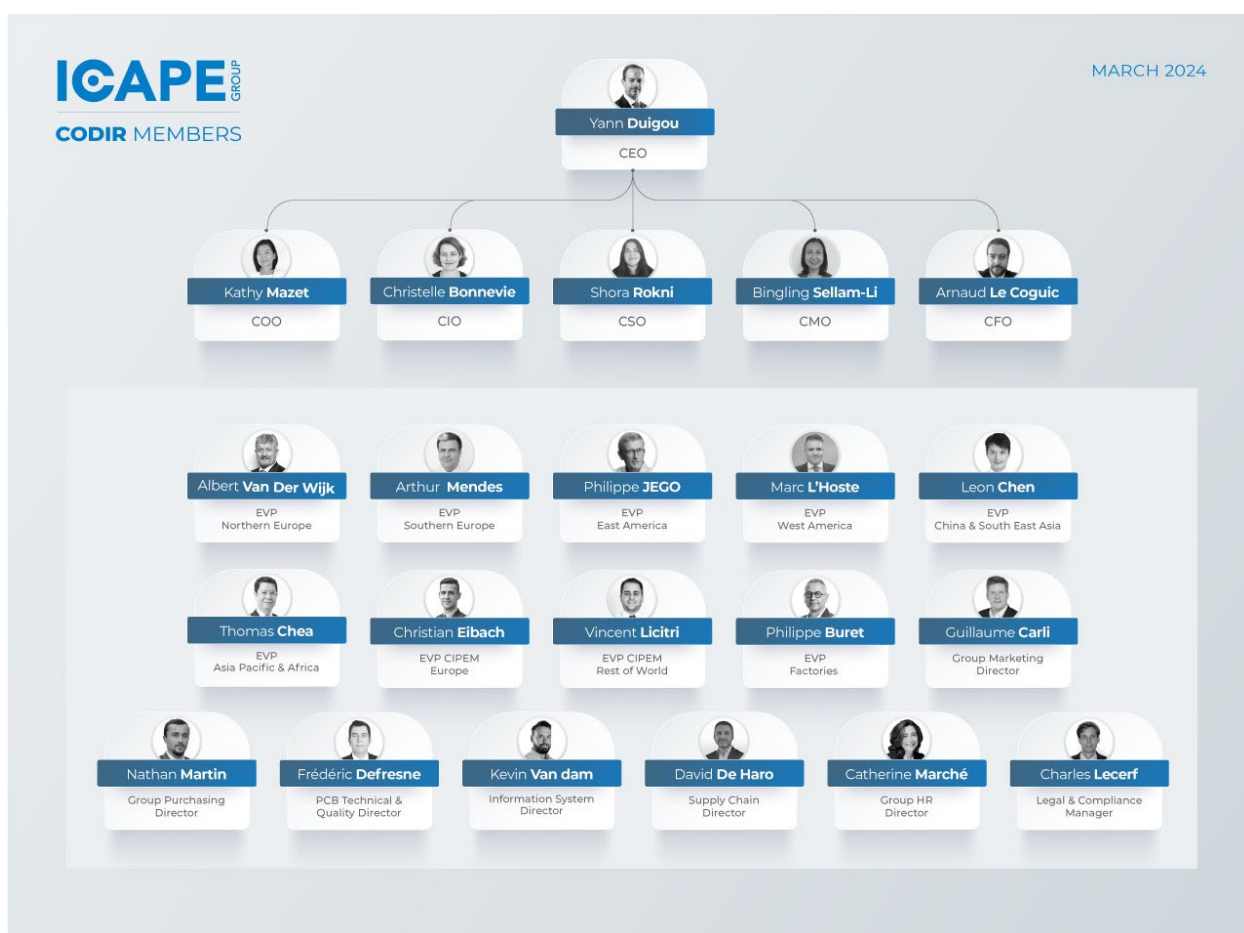 ICAPE GROUP
CODIR MEMBERS
MARCH 2024
Yann Duigou
CEO
Kathy Mazet
COO
Christelle Bonnevie
CIO
Shora Rokni
CSO
Bingling Sellam-Li
CMO
Arnaud Le Coguic
CFO
Albert Van Der Wijk
EVP
Northern Europe
Arthur Mendes
EVP
Southern Europe
Philippe JEGO
EVP
East America
Marc L'Hoste
EVP
West America
Leon Chen
EVP
China & South East Asia
Thomas Chea
EVP
Asia Pacific & Africa
Christian Eibach
EVP CIPEM
Europe
Vincent Licitri
EVP CIPEM
Rest of World
Philippe Buret
EVP
Factories
Guillaume Carli
Group Marketing
Director
Nathan Martin
Group Purchasing
Director
Frédéric Defresne
PCB Technical &
Quality Director
Kevin Van dam
Information System
Director
David De Haro
Supply Chain
Director
Catherine Marché
Group HR
Director
Charles Lecerf
Legal & Compliance
Manager